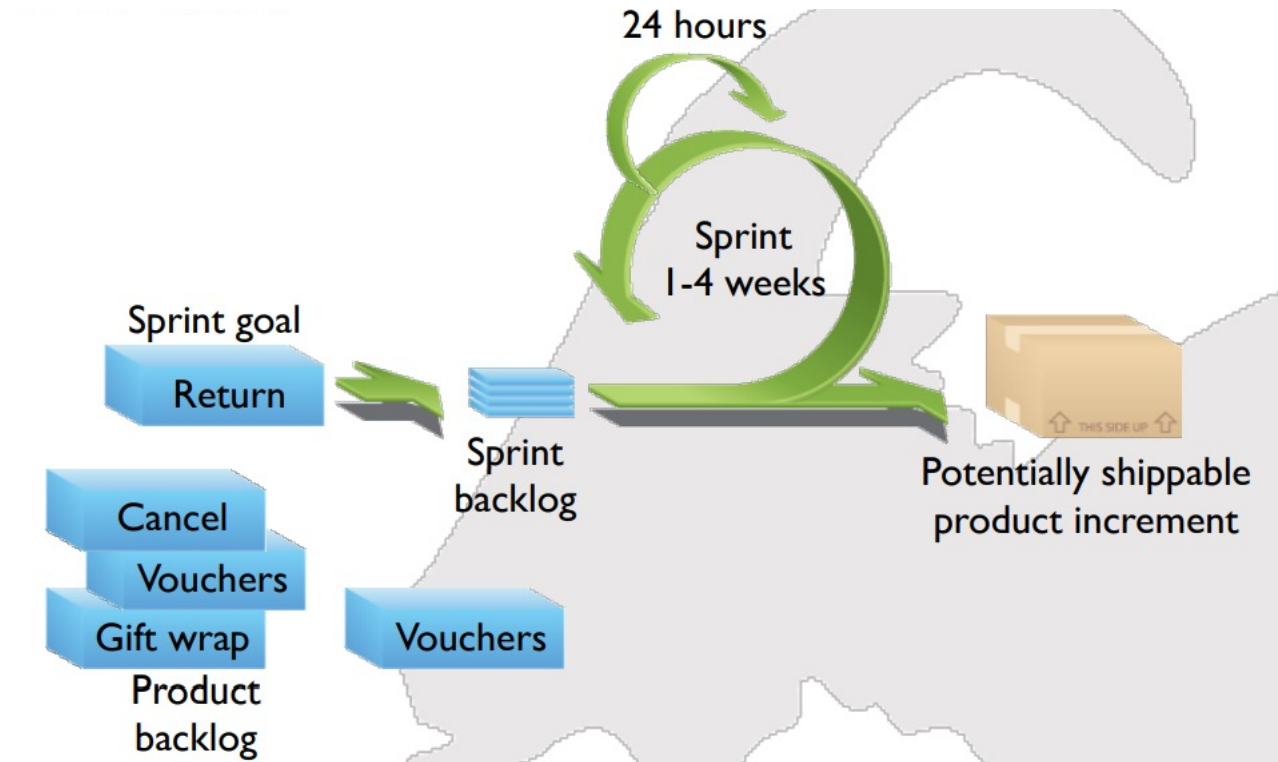 24 hours
Sprint
1-4 weeks
Sprint goal
Return
Sprint
backlog
THIS SIDE UP
Potentially shippable
product increment
Cancel
Vouchers
Gift wrap
Vouchers
Product
backlog